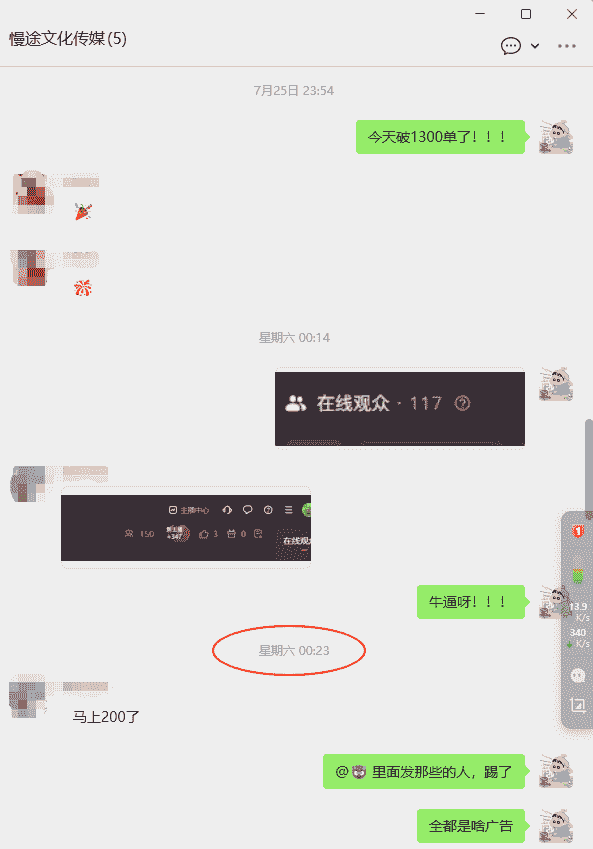 慢途文化传媒(5)
7月25日 23:54
今天破1300单了！！！
星期六 00:14
在线观众 · 117
主播中心
150
+347
3
0
在线观众
牛逼呀！！！
星期六 00:23
马上200了
@ 里面发那些的人，踢了
全都是啥广告
1
13.9
K/s
340
K/s